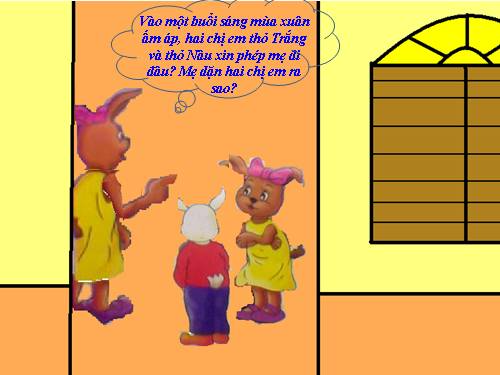 Vào một buổi sáng mùa xuân
ấm áp, hai chị em thỏ Trắng
và thỏ Nâu xin phép mẹ đi
đâu? Mẹ dặn hai chị em ra
sao?